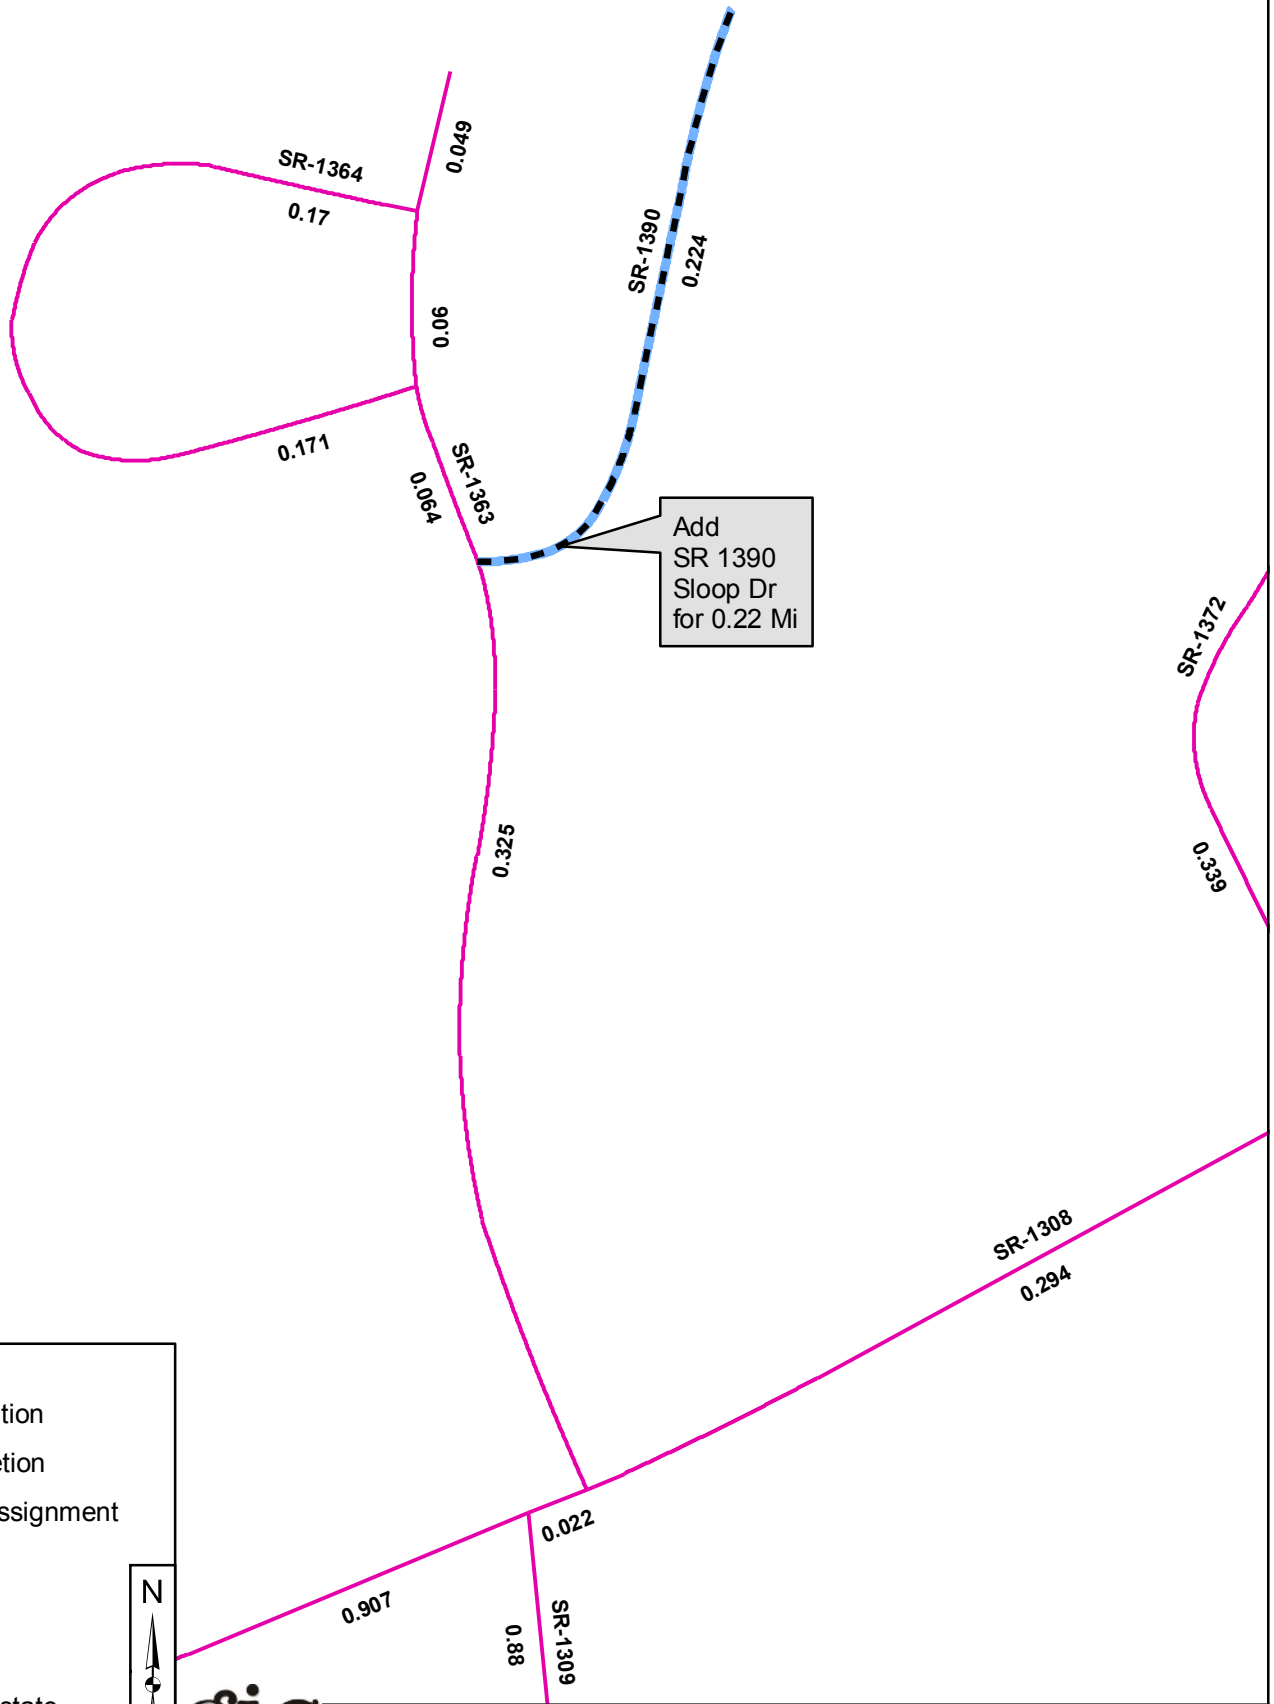 0.049
SR-1364
0.17
SR-1390
0.224
0.06
0.171
SR-1363
0.064
Add
SR 1390
Sloop Dr
for 0.22 Mi
SR-1372
0.325
0.339
SR-1308
0.294
0.022
tion
etion
ssignment
N
0.907
SR-1309
0.88